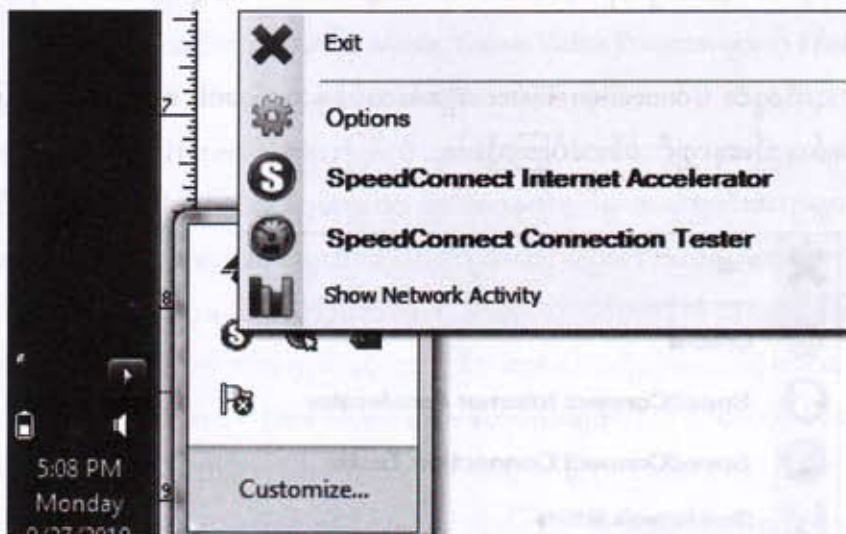 Exit
7
Options
SpeedConnect Internet Accelerator
SpeedConnect Connection Tester
Show Network Activity
8
5:08 PM
Monday
9
Customize...